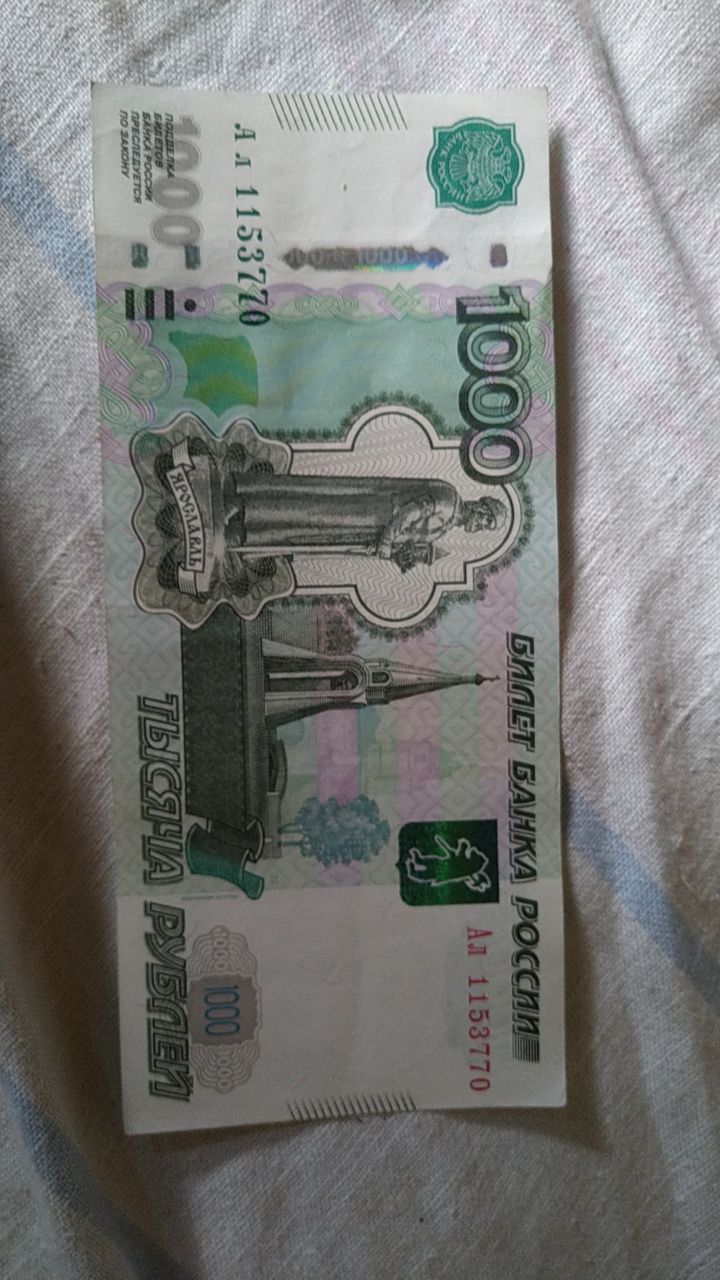 БИЛЕТ БАНКА РОССИИ
1000
Ал 1153770
БАНК РОССИИ
Ал 1153770
ЯРОСЛАВЛЬ
1000 1000 1000
1000
ПОДДЕЛКА
БИЛЕТОВ
БАНКА РОССИИ
ПРЕСЛЕДУЕТСЯ
ПО ЗАКОНУ
ТЫСЯЧА РУБЛЕЙ